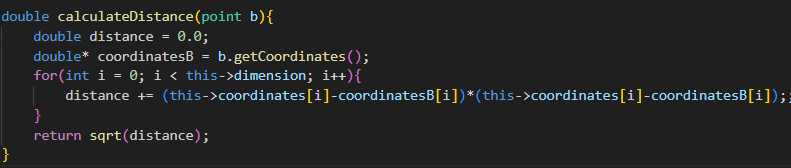 double calculateDistance(point b){
    double distance = 0.0;
    double* coordinatesB = b.getCoordinates();
    for(int i = 0; i < this->dimension; i++){
        distance += (this->coordinates[i]-coordinatesB[i])*(this->coordinates[i]-coordinatesB[i]);;
    }
    return sqrt(distance);
}